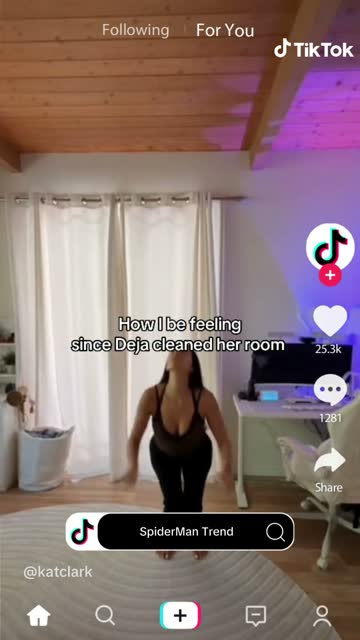 Following
For You
TikTok
How I be feeling
since Deja cleaned her room
25.3k
1281
Share
SpiderMan Trend
@katclark